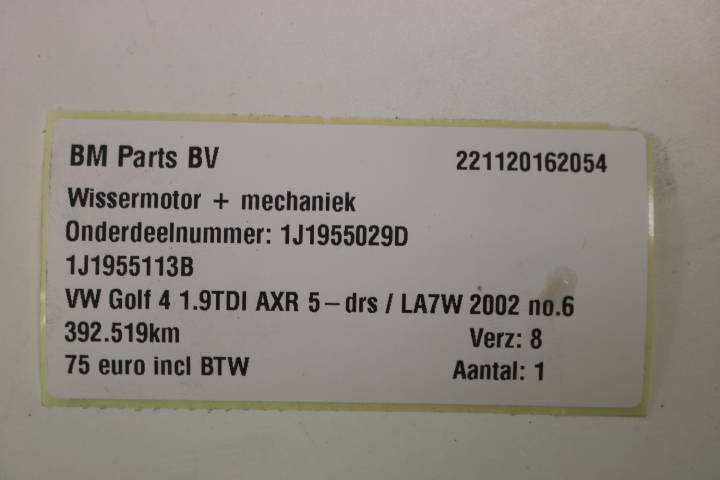 BM Parts BV 221120162054
Wissermotor + mechaniek
Onderdeelnummer: 1J1955029D
1J1955113B
VW Golf 4 1.9TDI AXR 5-drs / LA7W 2002 no.6
392.519km Verz: 8
75 euro incl BTW Aantal: 1